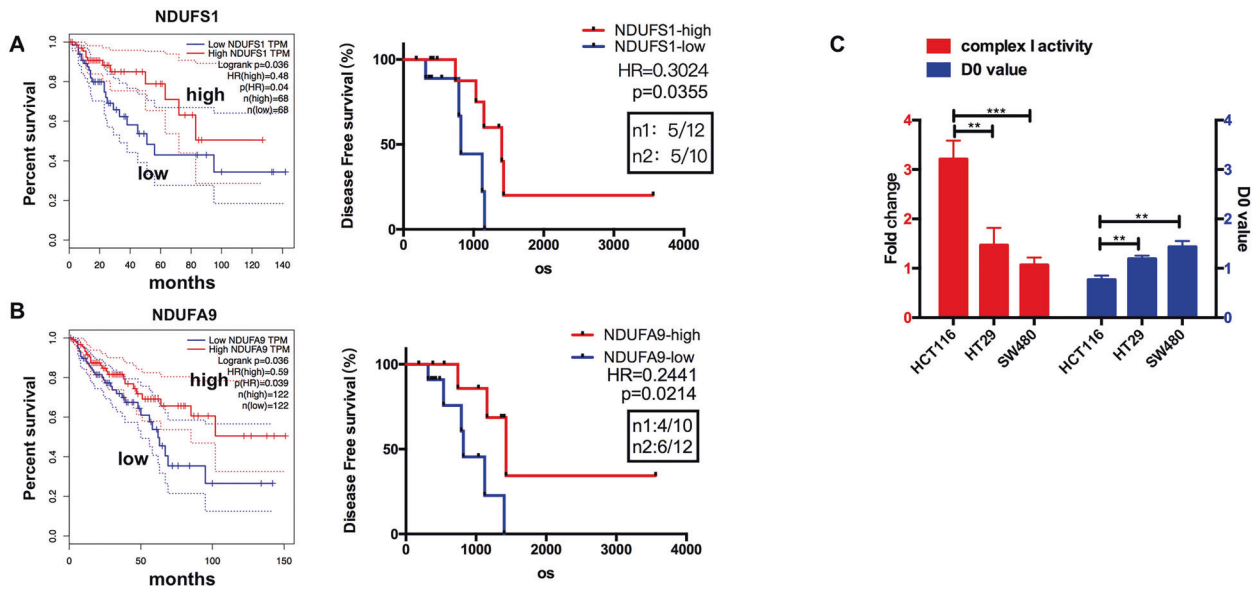 A
NDUFS1
Percent survival
1.0
0.8
0.6
0.4
0.2
0.0
Low NDUFS1 TPM
High NDUFS1 TPM
Logrank p=0.036
HR(high)=0.48
p(HR)=0.04
n(high)=68
n(low)=68
high
low
0 20 40 60 80 100 120 140
months
Disease Free survival (%)
100
50
0
NDUFS1-high
NDUFS1-low
HR=0.3024
p=0.0355
n1: 5/12
n2: 5/10
0 1000 2000 3000 4000
os
B
NDUFA9
Percent survival
1.0
0.8
0.6
0.4
0.2
0.0
Low NDUFA9 TPM
High NDUFA9 TPM
Logrank p=0.036
HR(high)=0.59
p(HR)=0.039
n(high)=122
n(low)=122
high
low
0 50 100 150
months
Disease Free survival (%)
100
50
0
NDUFA9-high
NDUFA9-low
HR=0.2441
p=0.0214
n1:4/10
n2:6/12
0 1000 2000 3000 4000
os
C
complex I activity
D0 value
Fold change
4
3
2
1
0
***
**
**
**
4
3
2
1
0
D0 value
HCT116
HT29
SW480
HCT116
HT29
SW480